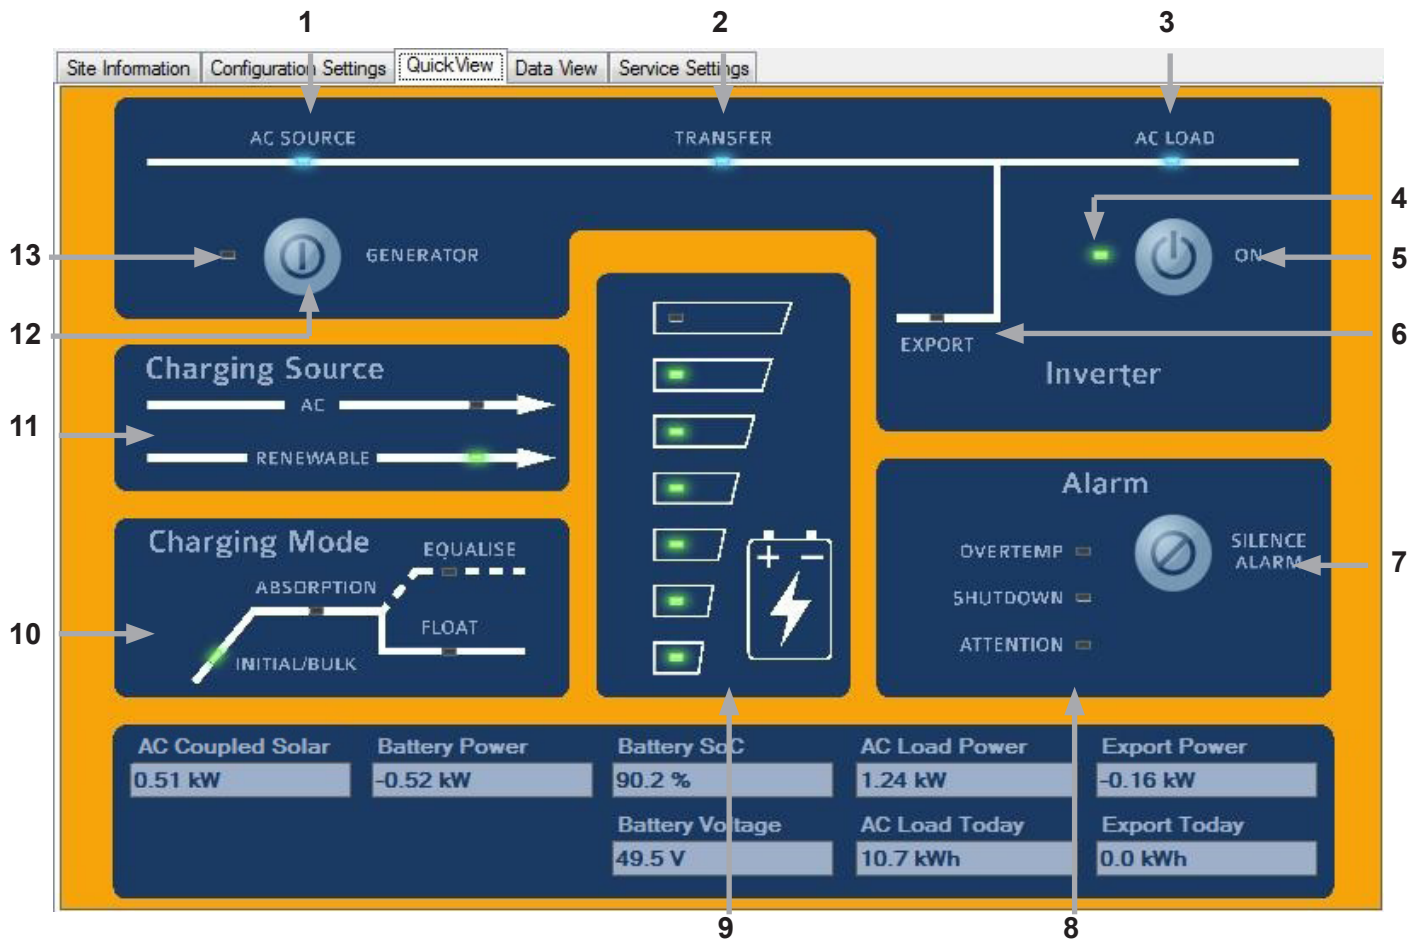 1 2 3
Site Information Configuration Settings QuickView Data View Service Settings
AC SOURCE TRANSFER AC LOAD
4
13 GENERATOR ON 5
12 EXPORT 6
Inverter
Charging Source
AC
11
RENEWABLE
Charging Mode
EQUALISE
ABSORPTION
FLOAT
10
INITIAL/BULK
+ −
Alarm
OVERTEMP
SILENCE
ALARM
7
SHUTDOWN
ATTENTION
AC Coupled Solar Battery Power Battery SoC AC Load Power Export Power
0.51 kW -0.52 kW 90.2 % 1.24 kW -0.16 kW
Battery Voltage AC Load Today Export Today
49.5 V 10.7 kWh 0.0 kWh
9 8